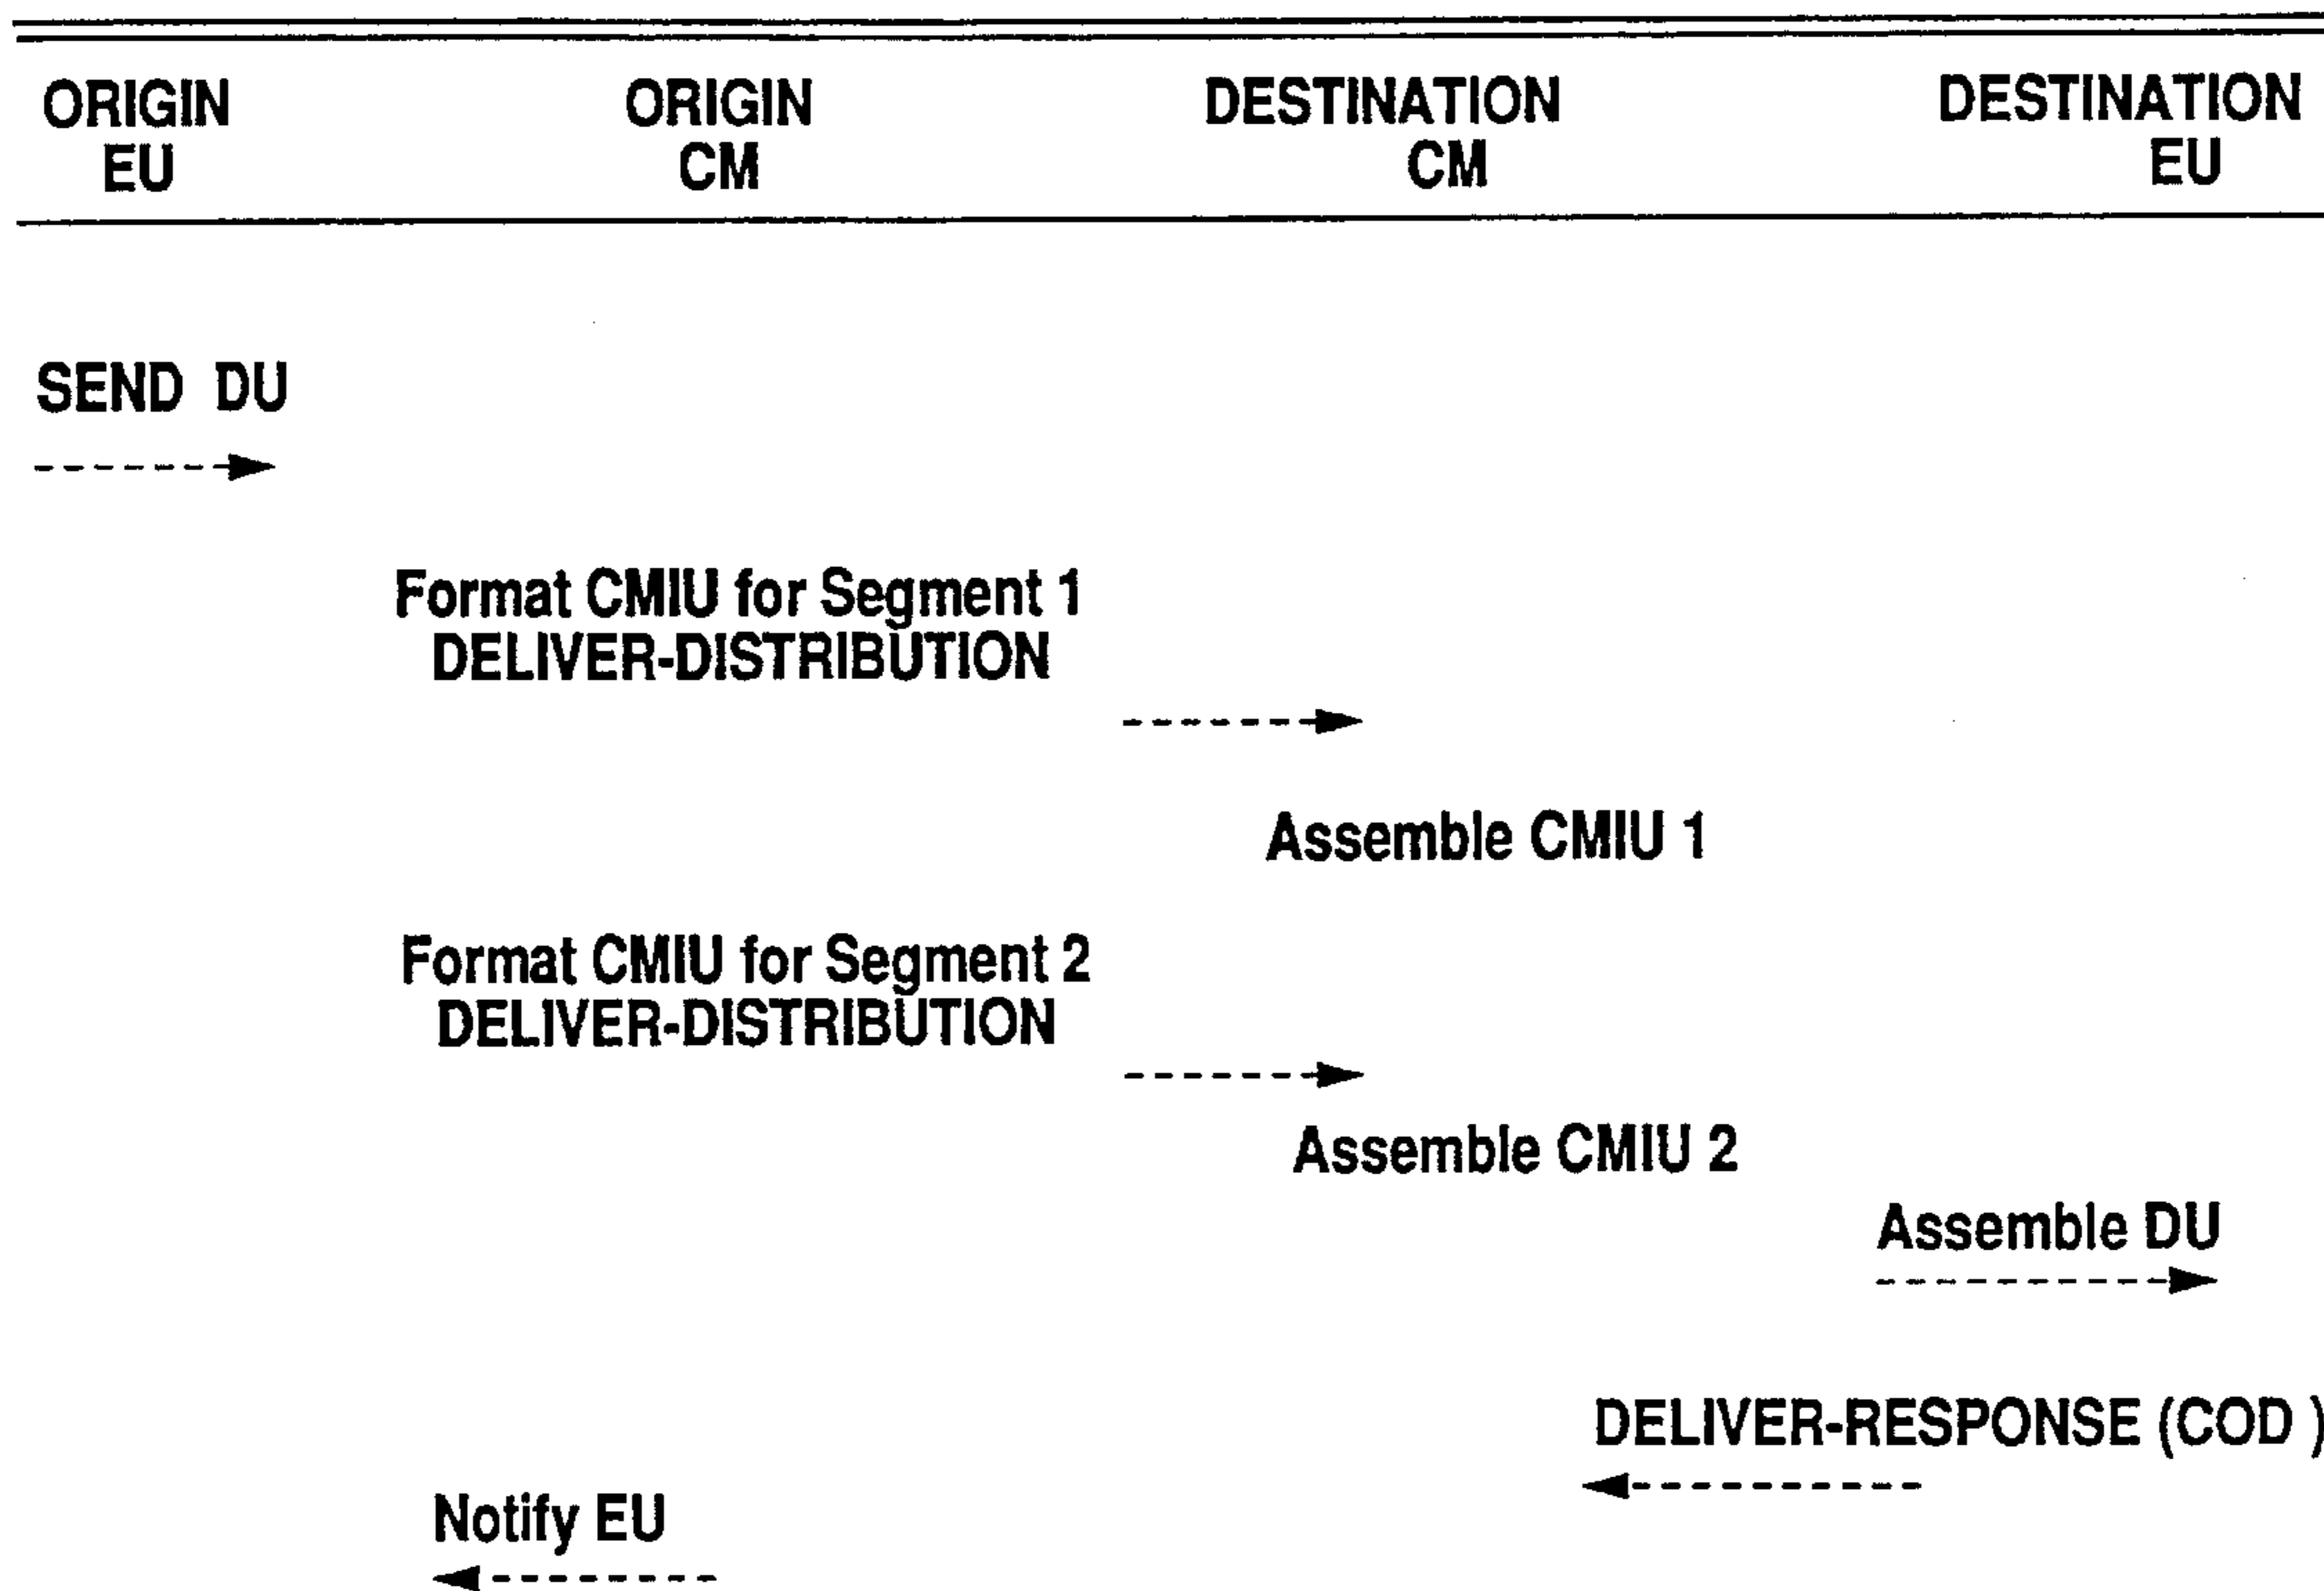 ORIGIN EU
ORIGIN CM
DESTINATION CM
DESTINATION EU
SEND DU
Format CMIU for Segment 1
DELIVER-DISTRIBUTION
Assemble CMIU 1
Format CMIU for Segment 2
DELIVER-DISTRIBUTION
Assemble CMIU 2
Assemble DU
DELIVER-RESPONSE (COD )
Notify EU